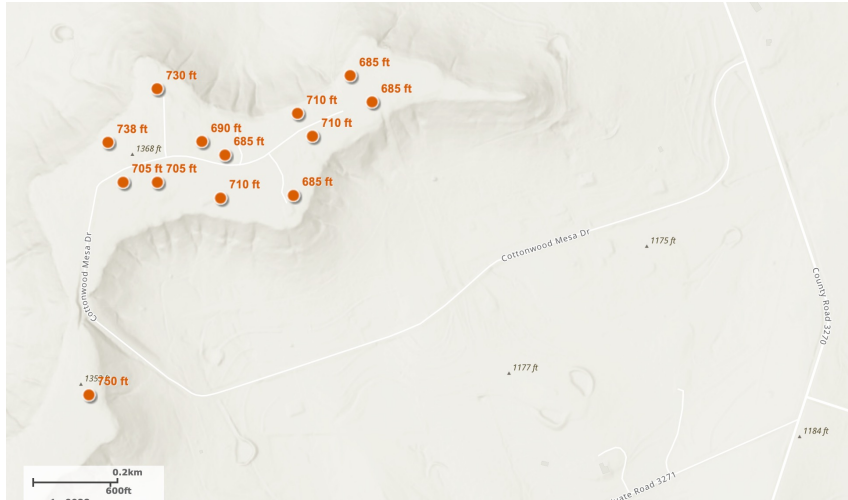 685 ft
730 ft
685 ft
710 ft
738 ft
690 ft
710 ft
1368 ft
685 ft
705 ft 705 ft
710 ft
685 ft
Cottonwood Mesa Dr
Cottonwood Mesa Dr
1175 ft
County Road 3270
1177 ft
750 ft
1184 ft
0.2km
600ft
Road 3271